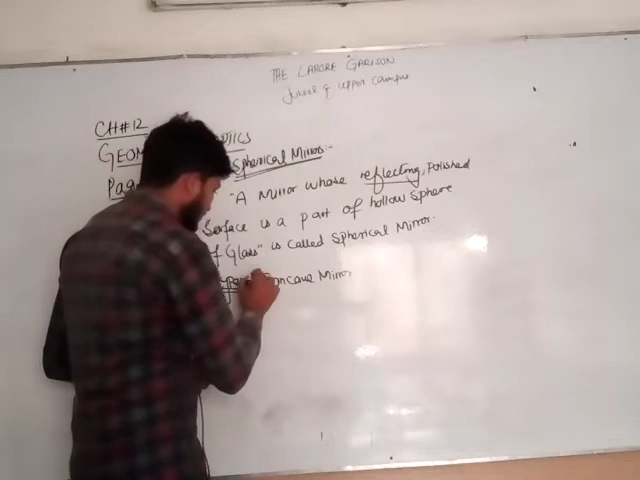 THE LAHORE GARISON
Junior & upper campus
CH#12
GEOM TICS
Spherical Mirrors:-
Pag
"A Mirror whose reflecting, Polished
Surface is a part of hollow Sphere
of Glass" is called Spherical Mirror.
Concave Mirror